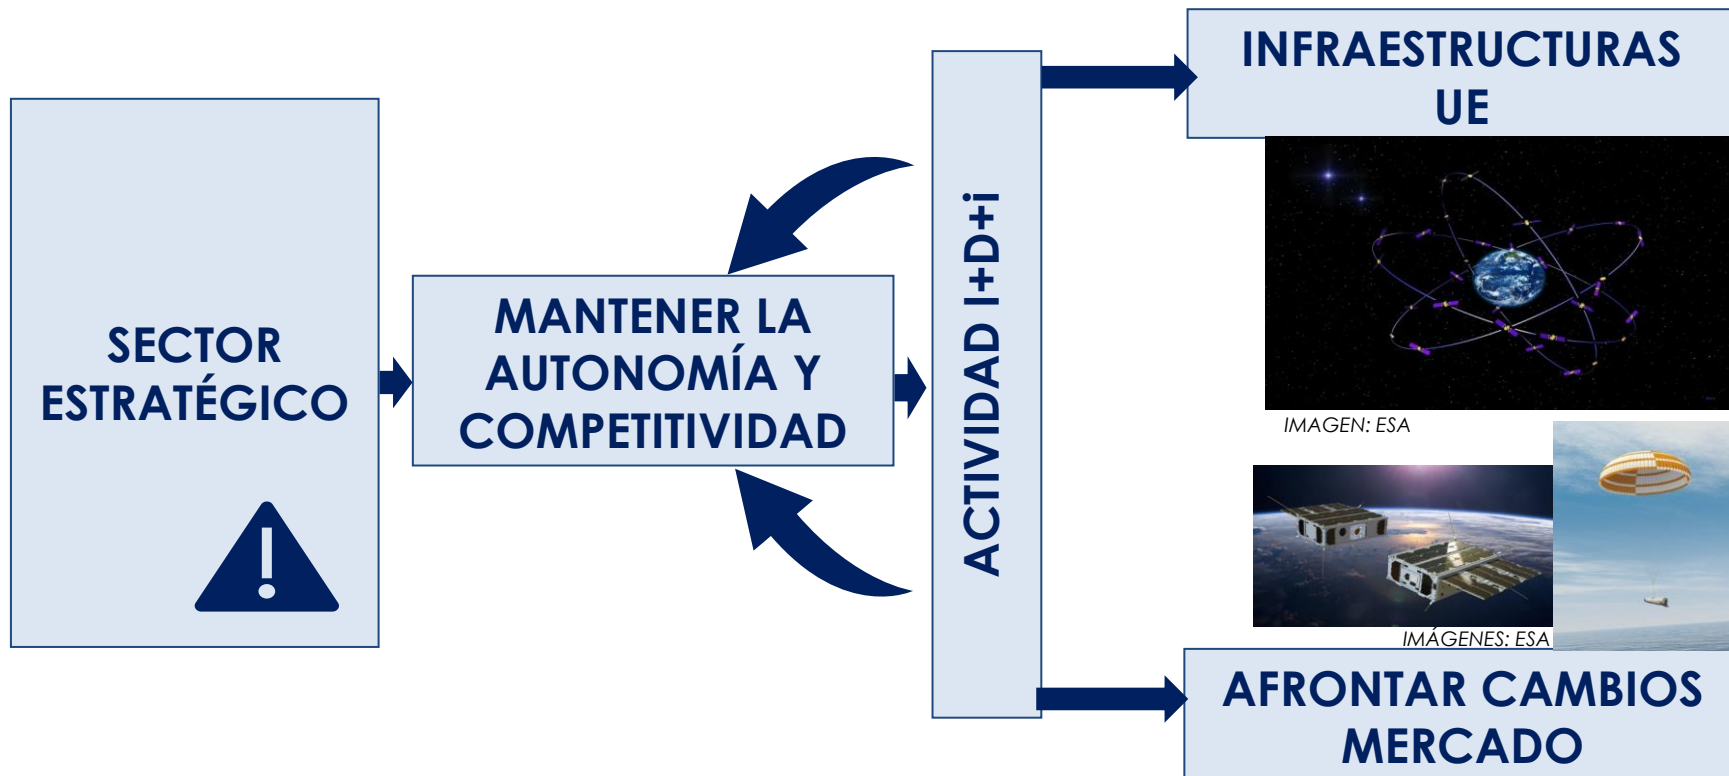 SECTOR
ESTRATÉGICO
MANTENER LA
AUTONOMÍA Y
COMPETITIVIDAD
ACTIVIDAD I+D+i
INFRAESTRUCTURAS
UE
IMAGEN: ESA
IMÁGENES: ESA
AFRONTAR CAMBIOS
MERCADO